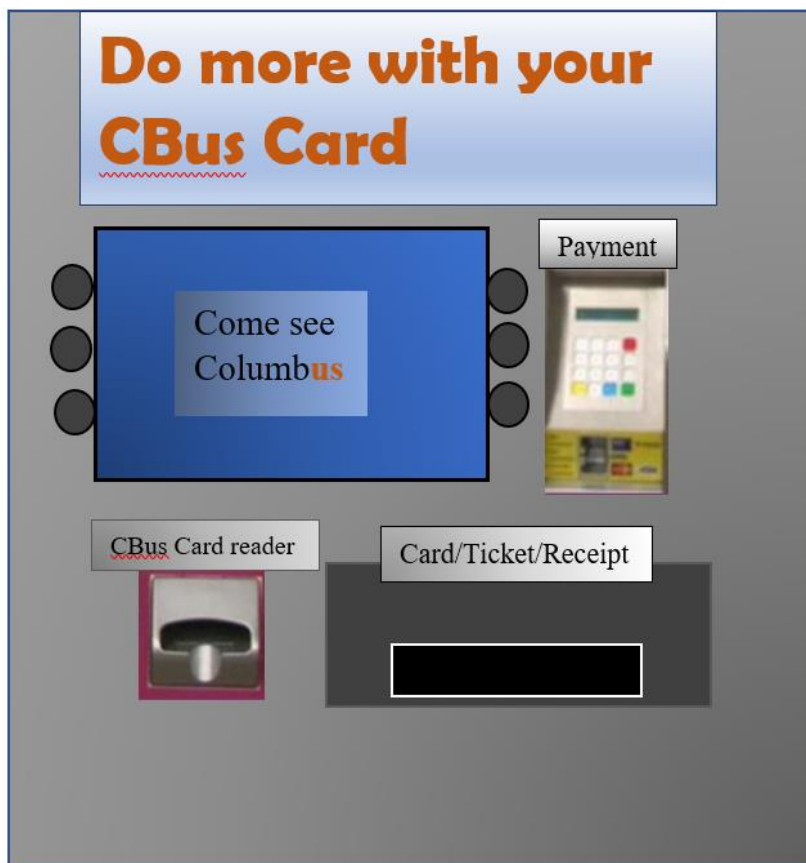 Do more with your
CBus Card
Payment
Come see
Columbus
CBus Card reader
Card/Ticket/Receipt